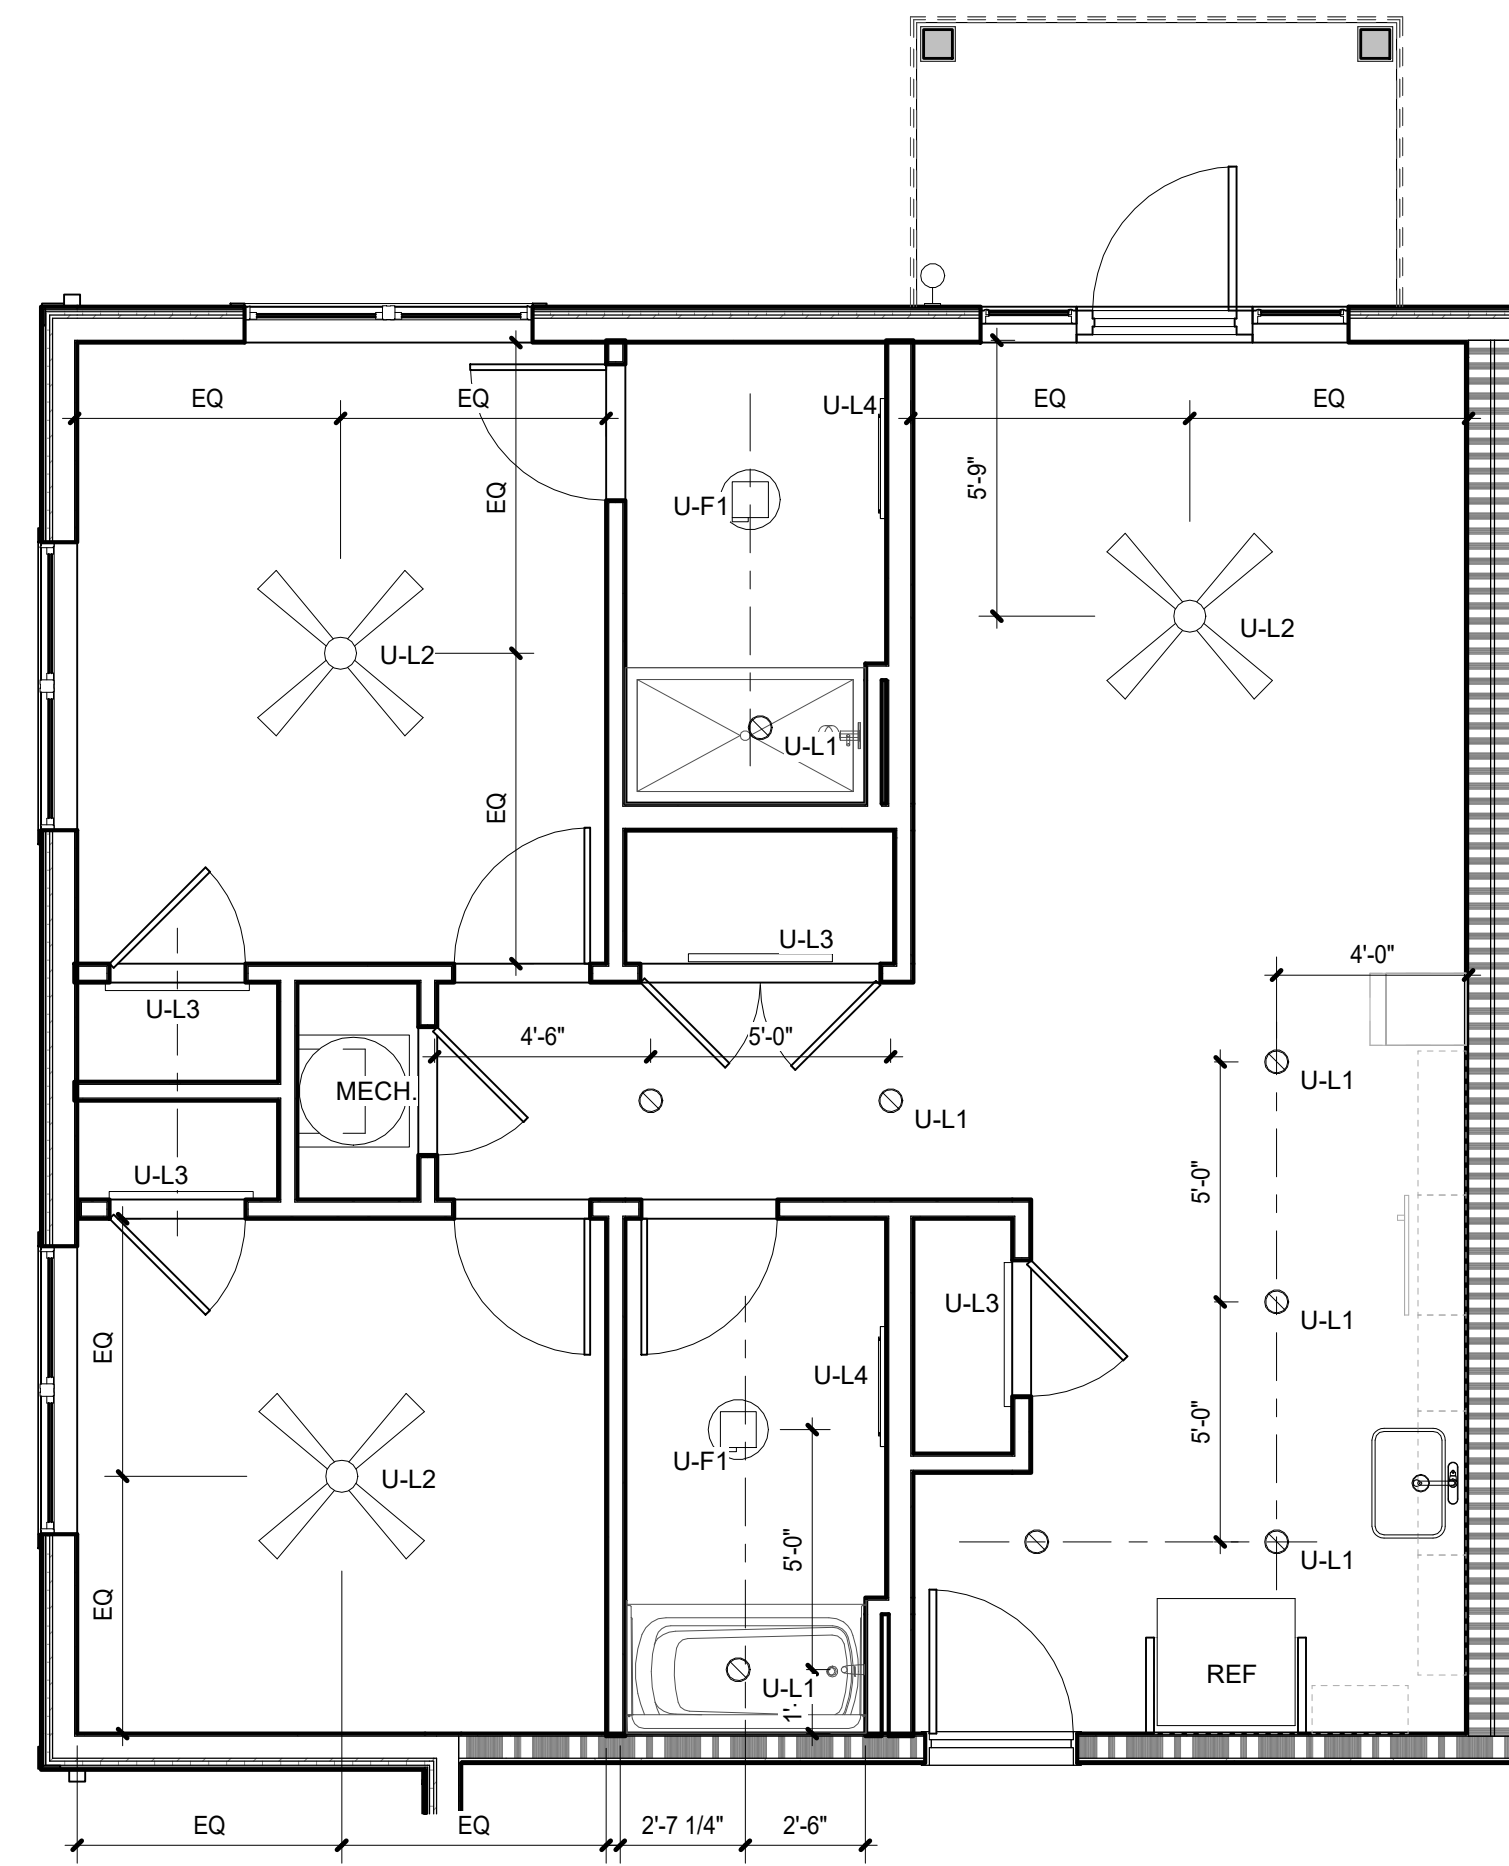 EQ
EQ
U-L4
EQ
EQ
5'-9"
EQ
U-F1
U-L2
U-L2
U-L1
EQ
U-L3
4'-0"
U-L3
4'-6"
5'-0"
MECH.
U-L1
U-L1
U-L3
5'-0"
U-L3
U-L1
EQ
U-L4
5'-0"
U-F1
U-L2
5'-0"
U-L1
EQ
U-L1
REF
EQ
EQ
2'-7 1/4"
2'-6"